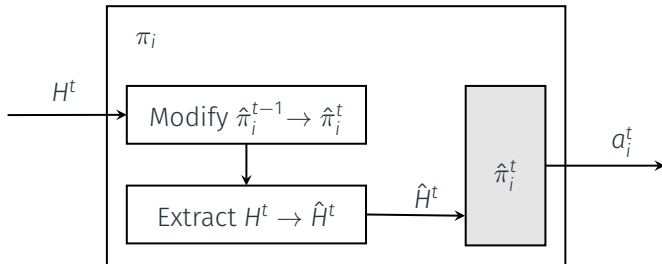 π_i
H^t
Modify π̂_i^{t−1} → π̂_i^t
a_i^t
π̂_i^t
Ĥ^t
Extract H^t → Ĥ^t